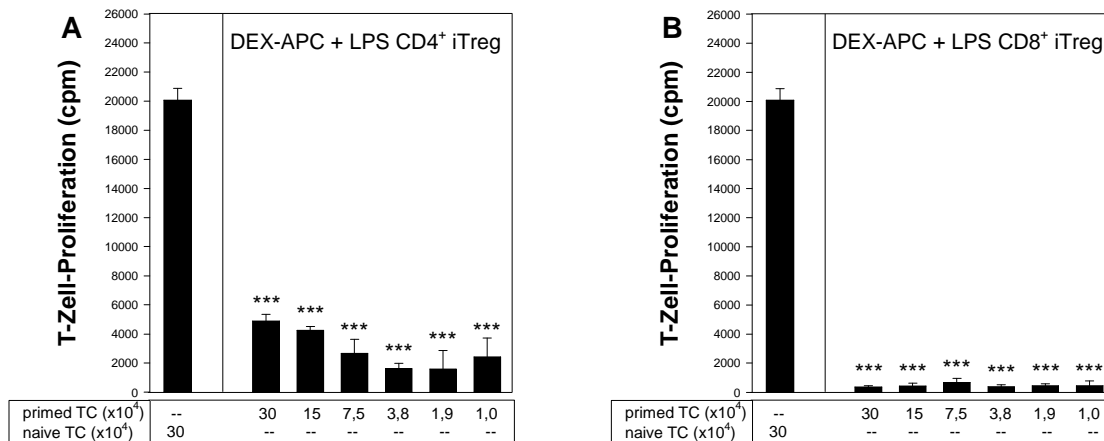 A
DEX-APC + LPS CD4⁺ iTreg
T-Zell-Proliferation (cpm)
26000
24000
22000
20000
18000
16000
14000
12000
10000
8000
6000
4000
2000
0
*** *** *** *** *** ***
primed TC (x10⁴) -- 30 15 7,5 3,8 1,9 1,0
naive TC (x10⁴) 30 -- -- -- -- -- --
B
DEX-APC + LPS CD8⁺ iTreg
T-Zell-Proliferation (cpm)
26000
24000
22000
20000
18000
16000
14000
12000
10000
8000
6000
4000
2000
0
*** *** *** *** *** ***
primed TC (x10⁴) -- 30 15 7,5 3,8 1,9 1,0
naive TC (x10⁴) 30 -- -- -- -- -- --